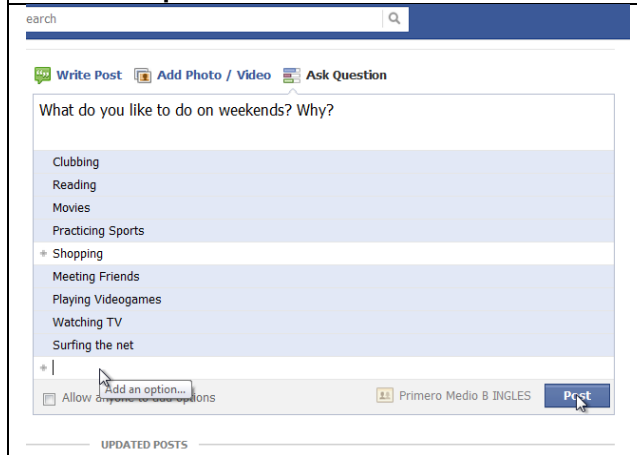 earch
Write Post Add Photo / Video Ask Question
What do you like to do on weekends? Why?
Clubbing
Reading
Movies
Practicing Sports
+ Shopping
Meeting Friends
Playing Videogames
Watching TV
Surfing the net
+
Add an option...
Allow anyone to add options
Primero Medio B INGLES Post
UPDATED POSTS